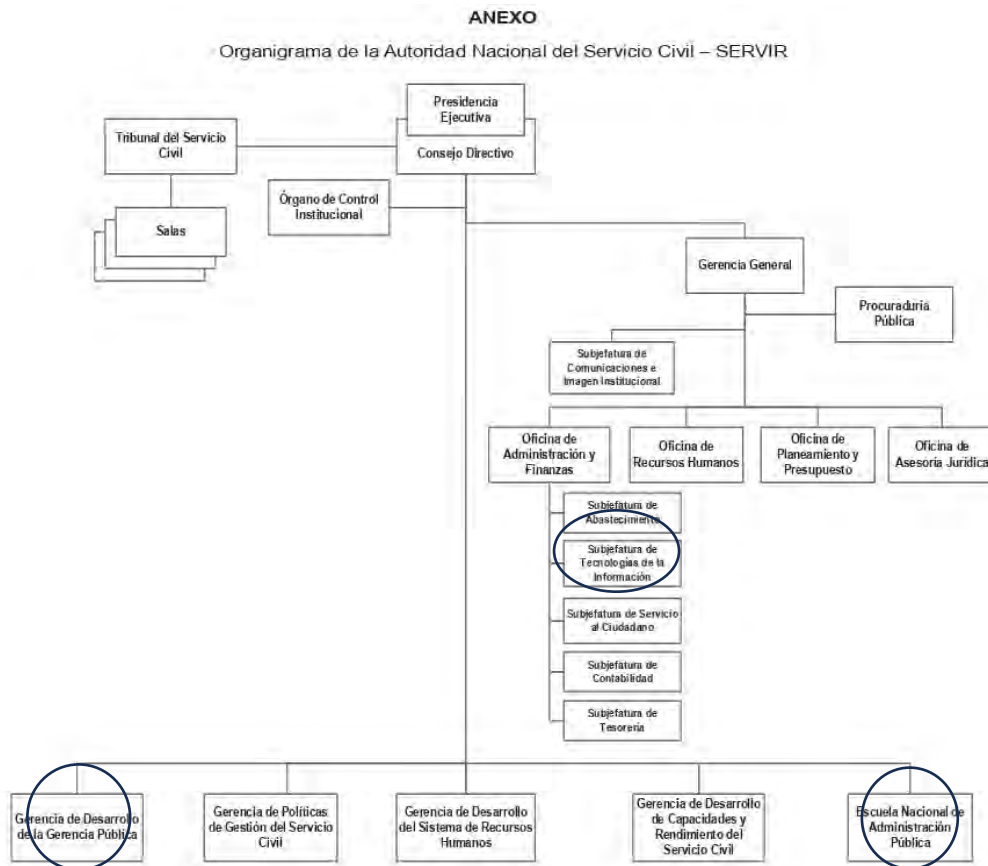 ANEXO
Organigrama de la Autoridad Nacional del Servicio Civil – SERVIR
Presidencia
Ejecutiva
Consejo Directivo
Tribunal del Servicio
Civil
Órgano de Control
Institucional
Salas
Gerencia General
Procuraduría
Pública
Subjefatura de
Comunicaciones e
Imagen Institucional
Oficina de
Administración y
Finanzas
Oficina de
Recursos Humanos
Oficina de
Planeamiento y
Presupuesto
Oficina de
Asesoría Jurídica
Subjefatura de
Abastecimiento
Subjefatura de
Tecnologías de la
Información
Subjefatura de Servicio
al Ciudadano
Subjefatura de
Contabilidad
Subjefatura de
Tesorería
Gerencia de Desarrollo
de la Gerencia Pública
Gerencia de Políticas
de Gestión del Servicio
Civil
Gerencia de Desarrollo
del Sistema de Recursos
Humanos
Gerencia de Desarrollo
de Capacidades y
Rendimiento del
Servicio Civil
Escuela Nacional de
Administración
Pública